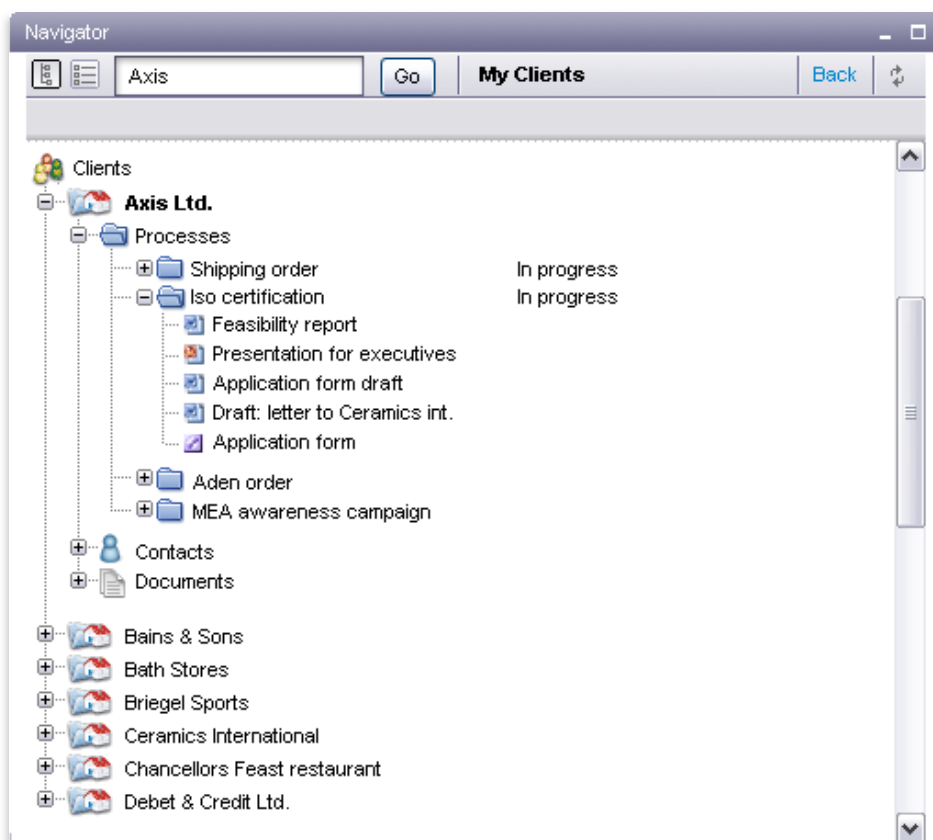 Navigator
Axis Go My Clients Back
Clients
Axis Ltd.
Processes
Shipping order In progress
Iso certification In progress
Feasibility report
Presentation for executives
Application form draft
Draft: letter to Ceramics int.
Application form
Aden order
MEA awareness campaign
Contacts
Documents
Bains & Sons
Bath Stores
Briegel Sports
Ceramics International
Chancellors Feast restaurant
Debet & Credit Ltd.